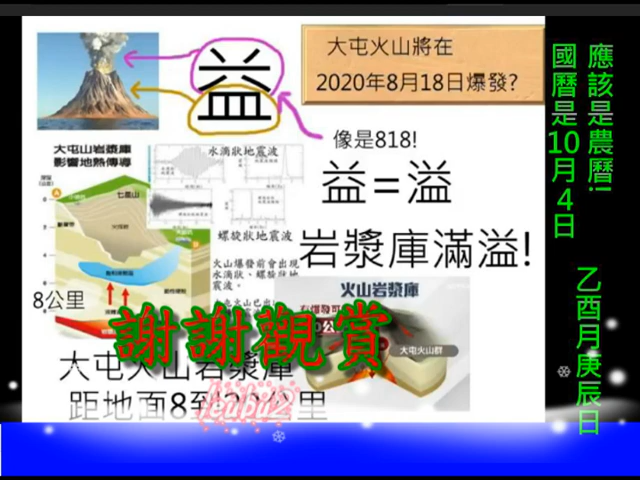 大屯火山將在
2020年8月18日爆發?
應該是農曆!
國曆是10月4日
乙酉月庚辰日
益
像是818!
益=溢
岩漿庫滿溢!
大屯山岩漿庫
影響地熱傳導
七星山
水滴狀地震波
螺旋狀地震波
火山爆發前會出現
水滴狀、螺旋狀地
震波。
8公里
火山岩漿庫
大屯火山群
謝謝觀賞
大屯火山岩漿庫
距地面8到20公里